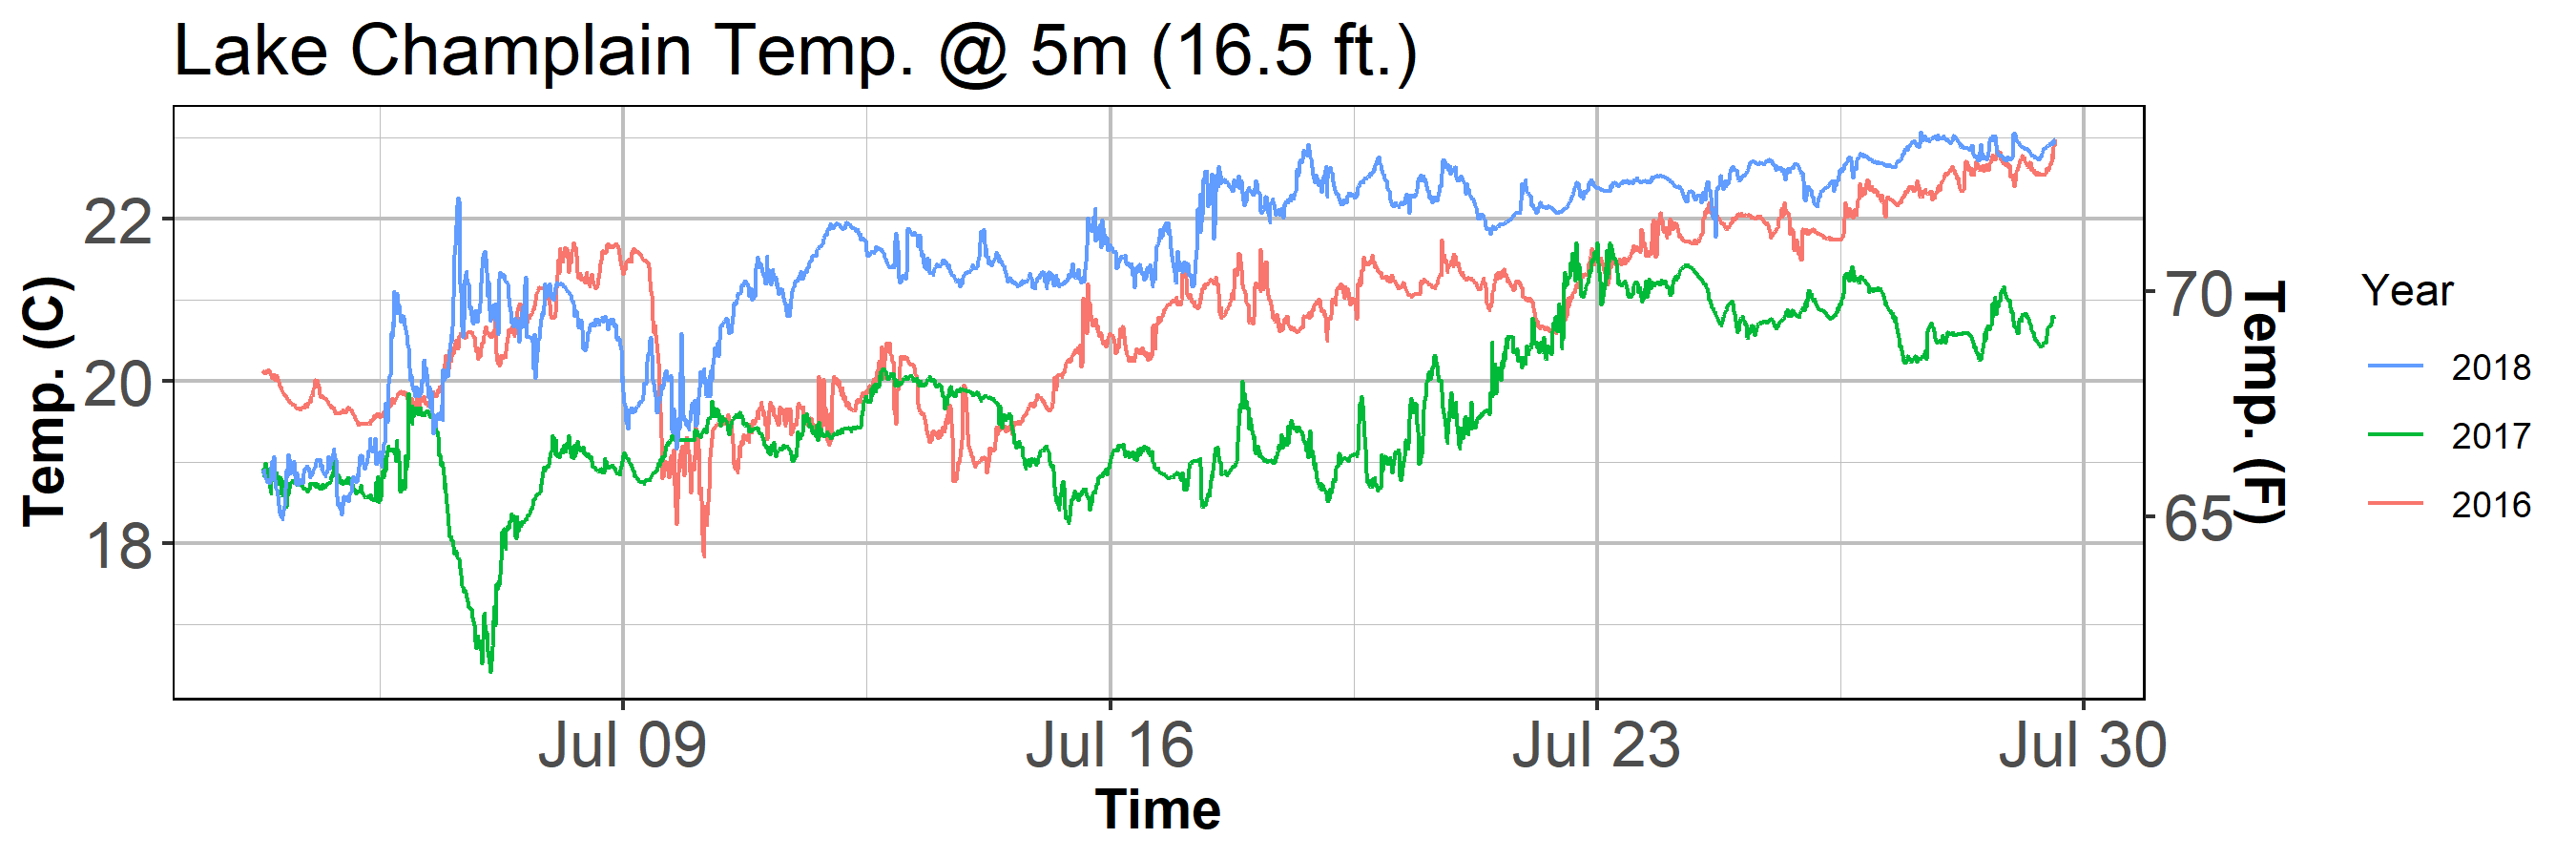 Lake Champlain Temp. @ 5m (16.5 ft.)
Temp. (C)
22
20
18
70
65
Temp. (F)
Jul 09
Jul 16
Jul 23
Jul 30
Time
Year
2018
2017
2016